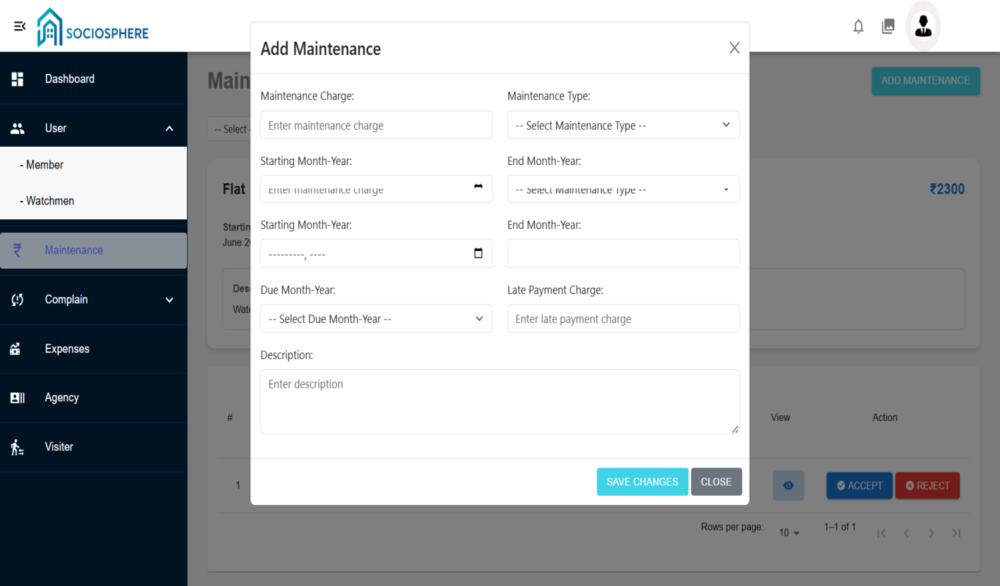 SOCIOSPHERE
Add Maintenance
Dashboard
Main
ADD MAINTENANCE
Maintenance Charge:
Maintenance Type:
Enter maintenance charge
-- Select Maintenance Type --
User
-- Select
- Member
Starting Month-Year:
End Month-Year:
Flat
Enter maintenance charge
-- Select Maintenance Type --
₹2300
- Watchmen
Starting Month-Year:
End Month-Year:
Startin
June 2
₹ Maintenance
---------, ----
Due Month-Year:
Late Payment Charge:
Des
Complain
Wate
-- Select Due Month-Year --
Enter late payment charge
Expenses
Description:
Enter description
Agency
#
View
Action
Visiter
1
ACCEPT
REJECT
SAVE CHANGES
CLOSE
Rows per page:
10
1–1 of 1